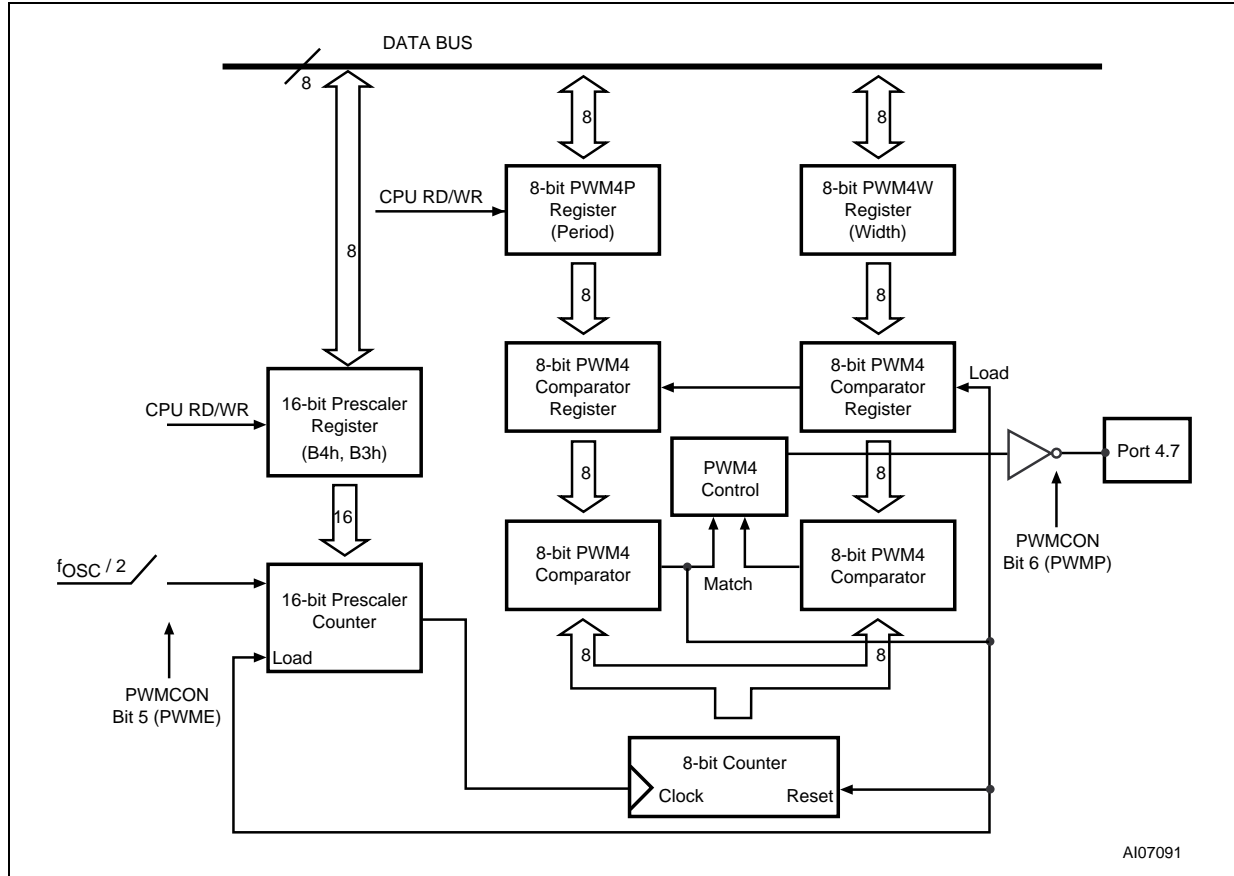 DATA BUS
8
8
8
8
CPU RD/WR
8-bit PWM4P
Register
(Period)
8-bit PWM4W
Register
(Width)
8
8
8-bit PWM4
Comparator
Register
8-bit PWM4
Comparator
Register
Load
CPU RD/WR
16-bit Prescaler
Register
(B4h, B3h)
8
PWM4
Control
8
Port 4.7
16
PWMCON
Bit 6 (PWMP)
fOSC / 2
16-bit Prescaler
Counter
Load
8-bit PWM4
Comparator
Match
8-bit PWM4
Comparator
8
8
PWMCON
Bit 5 (PWME)
8-bit Counter
Clock
Reset
AI07091